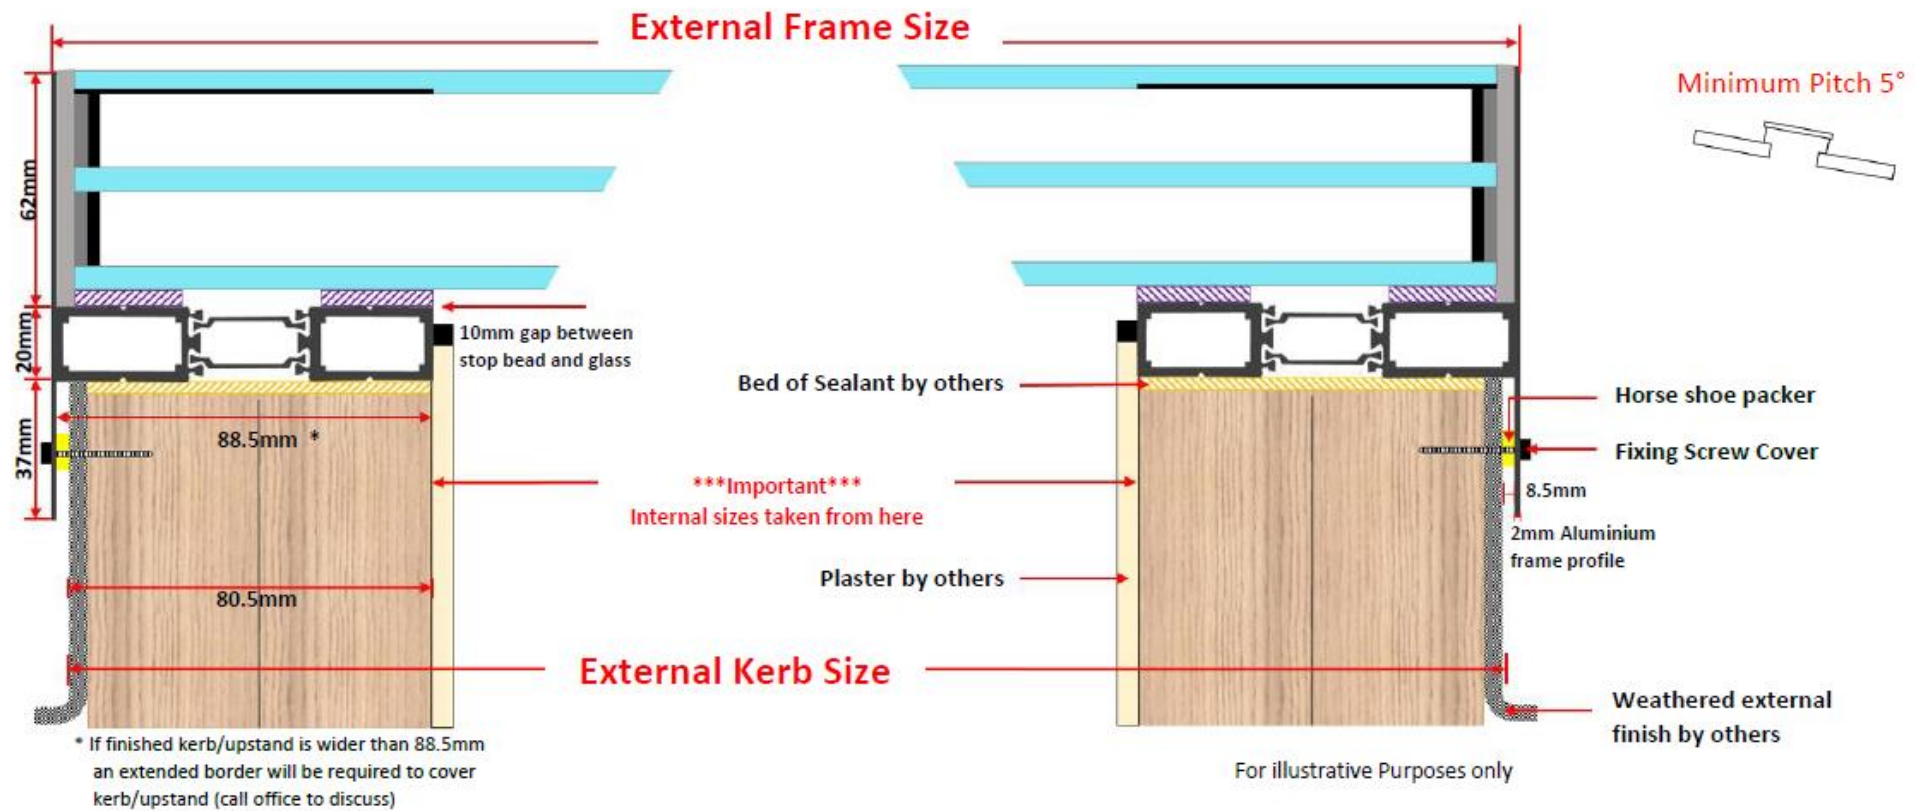 External Frame Size
Minimum Pitch 5°
62mm
20mm
37mm
10mm gap between
stop bead and glass
88.5mm *
80.5mm
Bed of Sealant by others
***Important***
Internal sizes taken from here
Plaster by others
External Kerb Size
Horse shoe packer
Fixing Screw Cover
8.5mm
2mm Aluminium
frame profile
Weathered external
finish by others
* If finished kerb/upstand is wider than 88.5mm
an extended border will be required to cover
kerb/upstand (call office to discuss)
For illustrative Purposes only